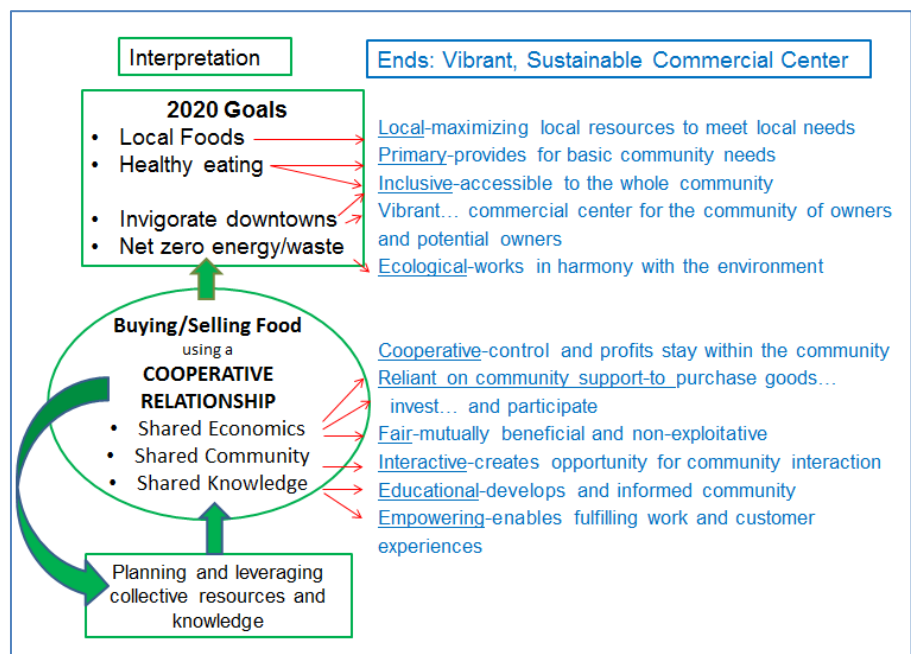 Interpretation
Ends: Vibrant, Sustainable Commercial Center
2020 Goals
• Local Foods
• Healthy eating
• Invigorate downtowns
• Net zero energy/waste
Local-maximizing local resources to meet local needs
Primary-provides for basic community needs
Inclusive-accessible to the whole community
Vibrant… commercial center for the community of owners
and potential owners
Ecological-works in harmony with the environment
Buying/Selling Food
using a
COOPERATIVE
RELATIONSHIP
• Shared Economics
• Shared Community
• Shared Knowledge
Cooperative-control and profits stay within the community
Reliant on community support-to purchase goods…
invest… and participate
Fair-mutually beneficial and non-exploitative
Interactive-creates opportunity for community interaction
Educational-develops and informed community
Empowering-enables fulfilling work and customer
experiences
Planning and leveraging
collective resources and
knowledge